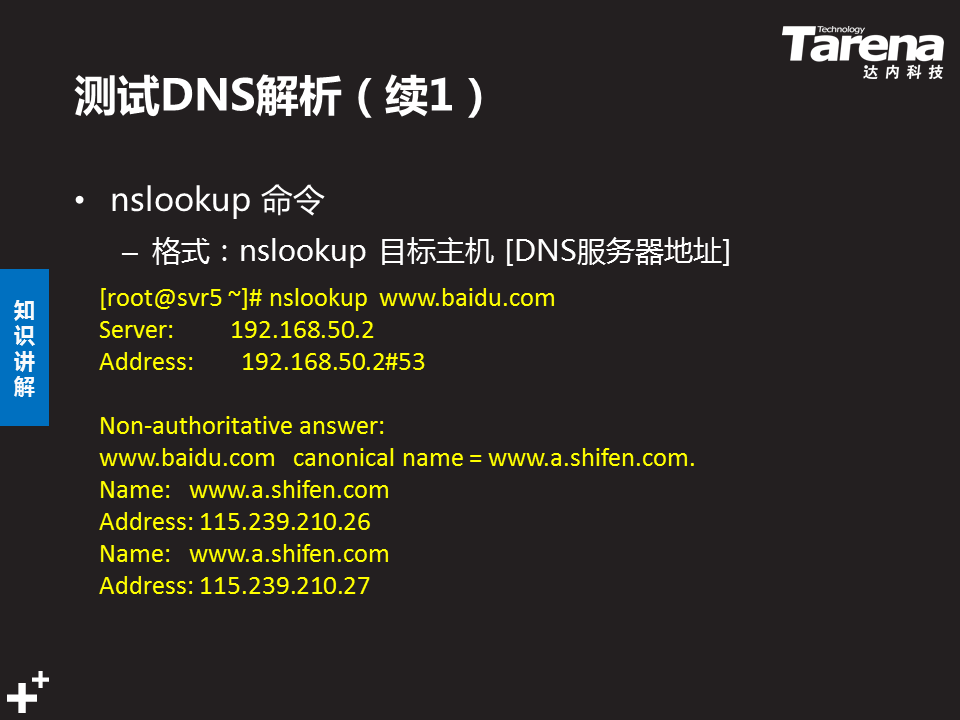 Technology
Tarena
达内科技
测试DNS解析（续1）
• nslookup 命令
– 格式：nslookup 目标主机 [DNS服务器地址]
[root@svr5 ~]# nslookup www.baidu.com
Server: 192.168.50.2
Address: 192.168.50.2#53
Non-authoritative answer:
www.baidu.com canonical name = www.a.shifen.com.
Name: www.a.shifen.com
Address: 115.239.210.26
Name: www.a.shifen.com
Address: 115.239.210.27
知识讲解